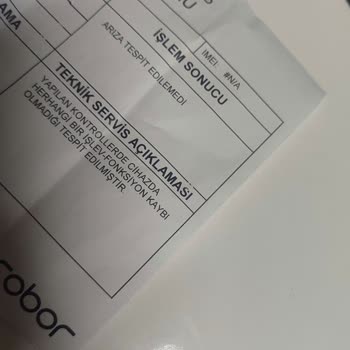 AMA
IMEI #N/A
İŞLEM SONUCU
ARIZA TESPİT EDİLEMEDİ
TEKNİK SERVİS AÇIKLAMASI
YAPILAN KONTROLLERDE CİHAZDA
HERHANGİ BİR İŞLEV-FONKSİYON KAYBI
OLMADIĞI TESPİT EDİLMİŞTİR
robor